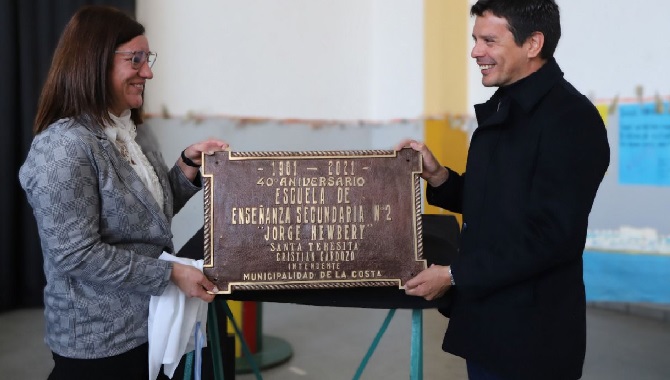 - 1981 - 2021 -
40° ANIVERSARIO
ESCUELA DE
ENSEÑANZA SECUNDARIA Nº2
"JORGE NEWBERY"
SANTA TERESITA
CRISTIAN CARDOZO
INTENDENTE
MUNICIPALIDAD DE LA COSTA